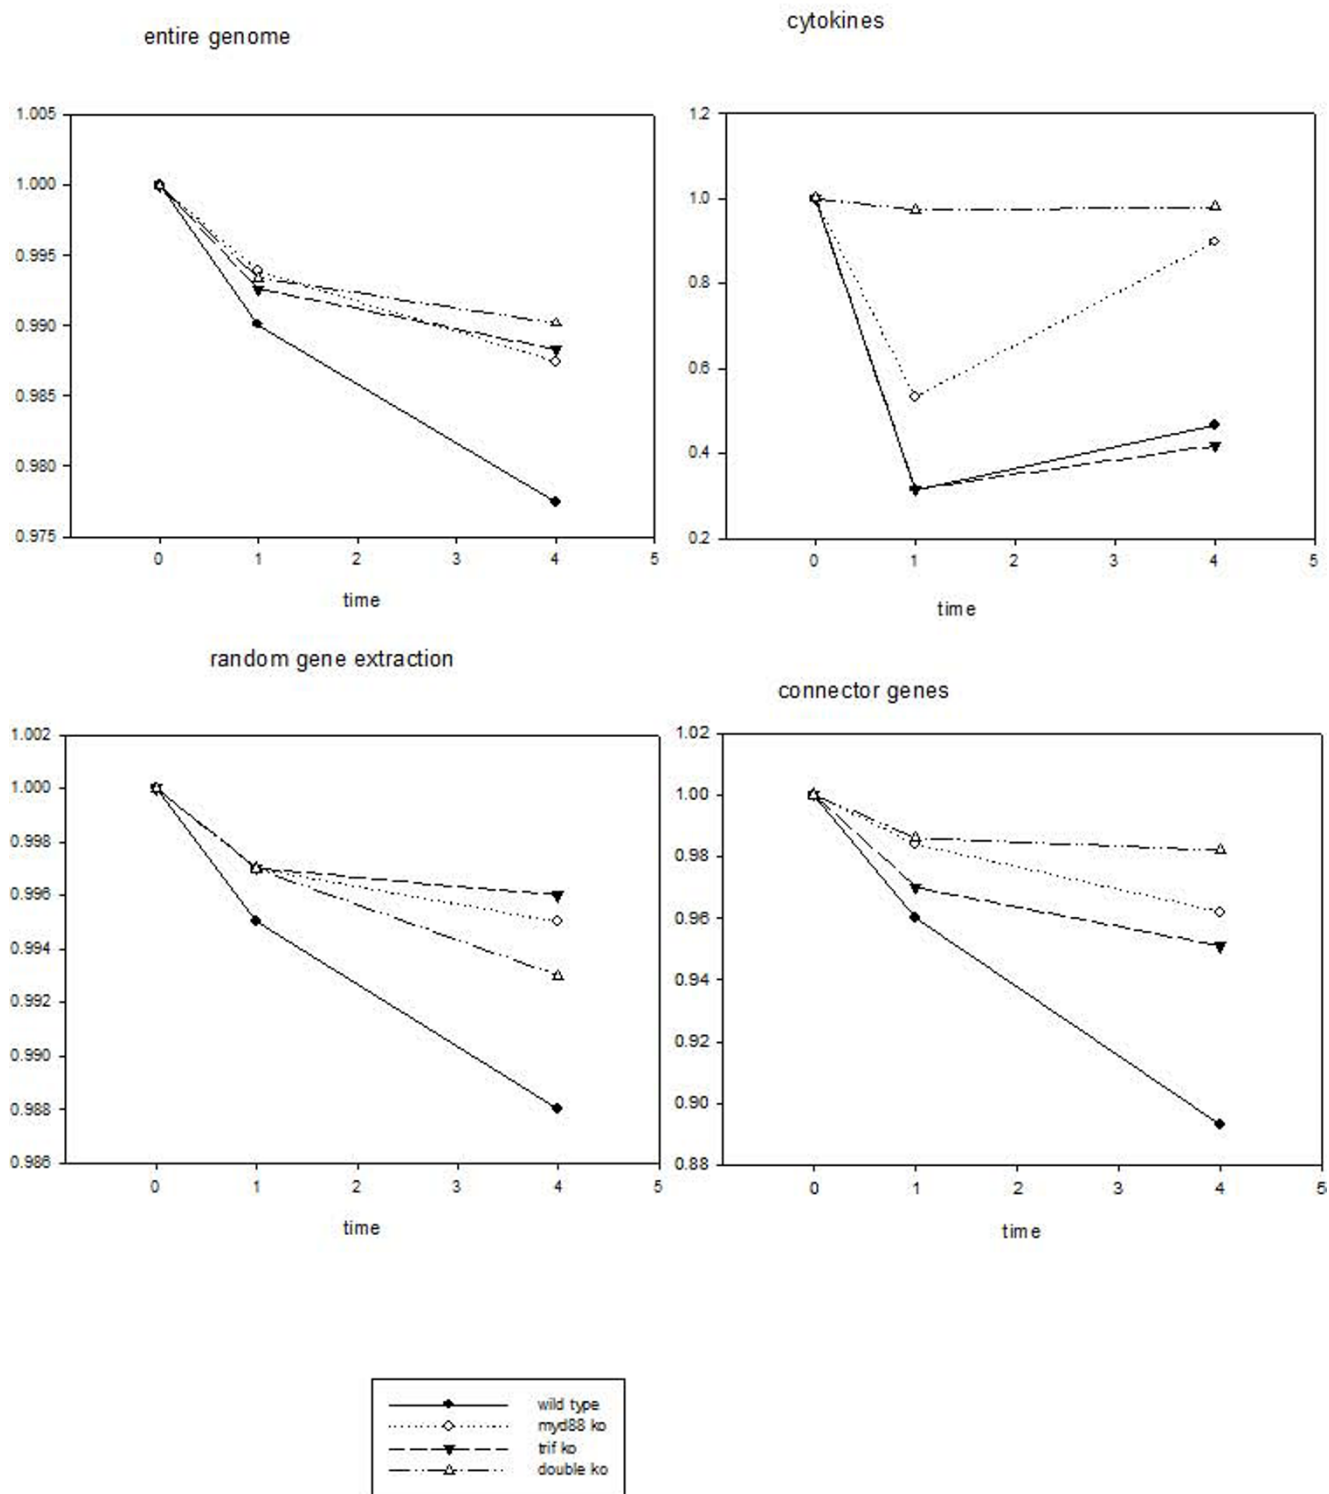 entire genome
1.005
1.000
0.995
0.990
0.985
0.980
0.975
0 1 2 3 4 5
time
cytokines
1.2
1.0
0.8
0.6
0.4
0.2
0 1 2 3 4 5
time
random gene extraction
1.002
1.000
0.998
0.996
0.994
0.992
0.990
0.988
0.986
0 1 2 3 4 5
time
connector genes
1.02
1.00
0.98
0.96
0.94
0.92
0.90
0.88
0 1 2 3 4 5
time
wild type
myd88 ko
trif ko
double ko